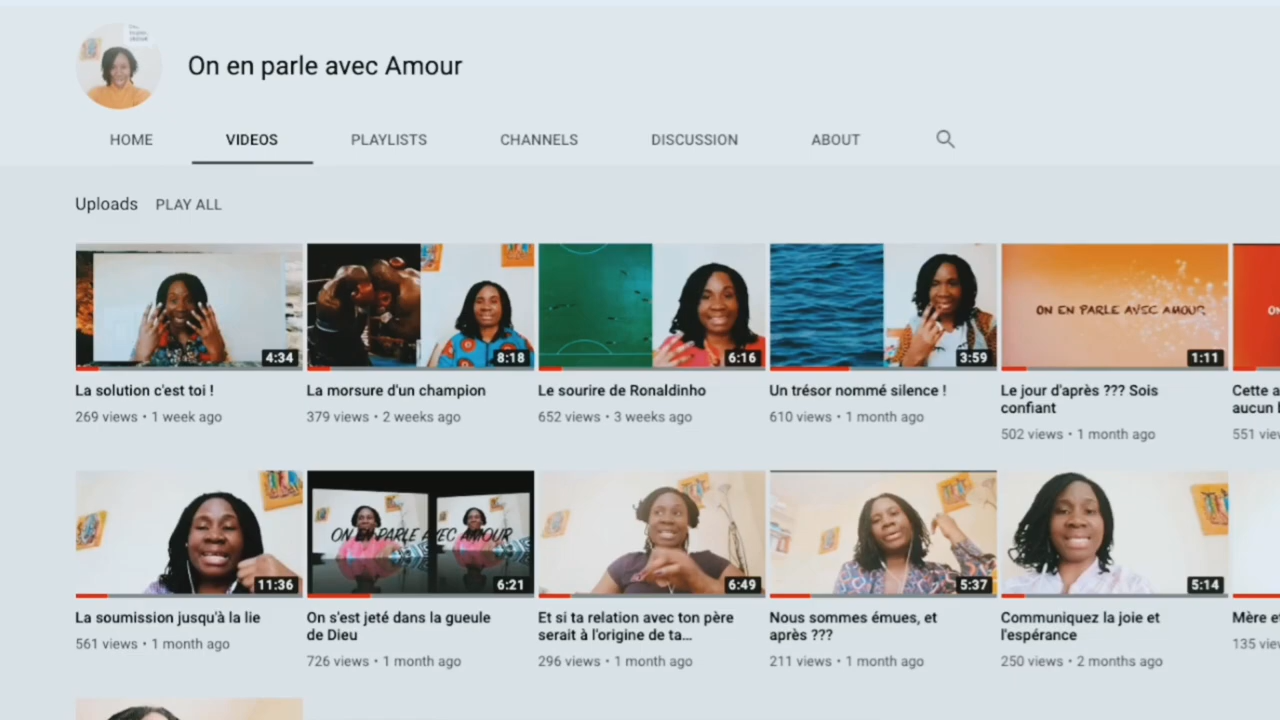 On en parle avec Amour
HOME VIDEOS PLAYLISTS CHANNELS DISCUSSION ABOUT
Uploads PLAY ALL
ON EN PARLE AVEC AMOUR
4:34 8:18 6:16 3:59 1:11
La solution c'est toi !
269 views • 1 week ago
La morsure d'un champion
379 views • 2 weeks ago
Le sourire de Ronaldinho
652 views • 3 weeks ago
Un trésor nommé silence !
610 views • 1 month ago
Le jour d'après ??? Sois
confiant
502 views • 1 month ago
Cette a
aucun
551
ON EN PARLE AVEC AMOUR
11:36 6:21 6:49 5:37 5:14
La soumission jusqu'à la lie
561 views • 1 month ago
On s'est jeté dans la gueule
de Dieu
726 views • 1 month ago
Et si ta relation avec ton père
serait à l'origine de ta...
296 views • 1 month ago
Nous sommes émues, et
après ???
211 views • 1 month ago
Communiquez la joie et
l'espérance
250 views • 2 months ago
Mère e
135